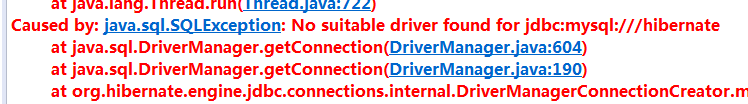 at java.lang.Thread.run(Thread.java:722)
Caused by: java.sql.SQLException: No suitable driver found for jdbc:mysql:///hibernate
at java.sql.DriverManager.getConnection(DriverManager.java:604)
at java.sql.DriverManager.getConnection(DriverManager.java:190)
at org.hibernate.engine.jdbc.connections.internal.DriverManagerConnectionCreator.m